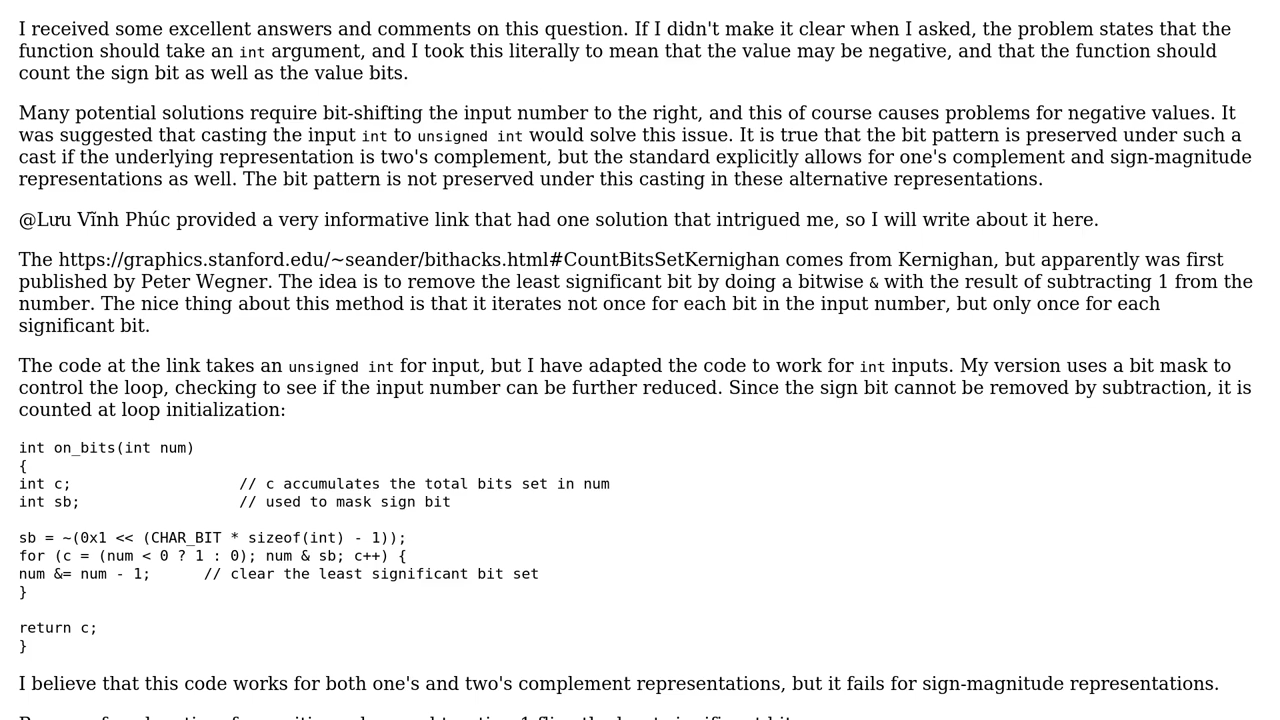 I received some excellent answers and comments on this question. If I didn't make it clear when I asked, the problem states that the
function should take an int argument, and I took this literally to mean that the value may be negative, and that the function should
count the sign bit as well as the value bits.
Many potential solutions require bit-shifting the input number to the right, and this of course causes problems for negative values. It
was suggested that casting the input int to unsigned int would solve this issue. It is true that the bit pattern is preserved under such a
cast if the underlying representation is two's complement, but the standard explicitly allows for one's complement and sign-magnitude
representations as well. The bit pattern is not preserved under this casting in these alternative representations.
@Lưu Vĩnh Phúc provided a very informative link that had one solution that intrigued me, so I will write about it here.
The https://graphics.stanford.edu/~seander/bithacks.html#CountBitsSetKernighan comes from Kernighan, but apparently was first
published by Peter Wegner. The idea is to remove the least significant bit by doing a bitwise & with the result of subtracting 1 from the
number. The nice thing about this method is that it iterates not once for each bit in the input number, but only once for each
significant bit.
The code at the link takes an unsigned int for input, but I have adapted the code to work for int inputs. My version uses a bit mask to
control the loop, checking to see if the input number can be further reduced. Since the sign bit cannot be removed by subtraction, it is
counted at loop initialization:
int on_bits(int num)
{
int c;                   // c accumulates the total bits set in num
int sb;                  // used to mask sign bit
sb = ~(0x1 << (CHAR_BIT * sizeof(int) - 1));
for (c = (num < 0 ? 1 : 0); num & sb; c++) {
num &= num - 1;      // clear the least significant bit set
}
return c;
}
I believe that this code works for both one's and two's complement representations, but it fails for sign-magnitude representations.